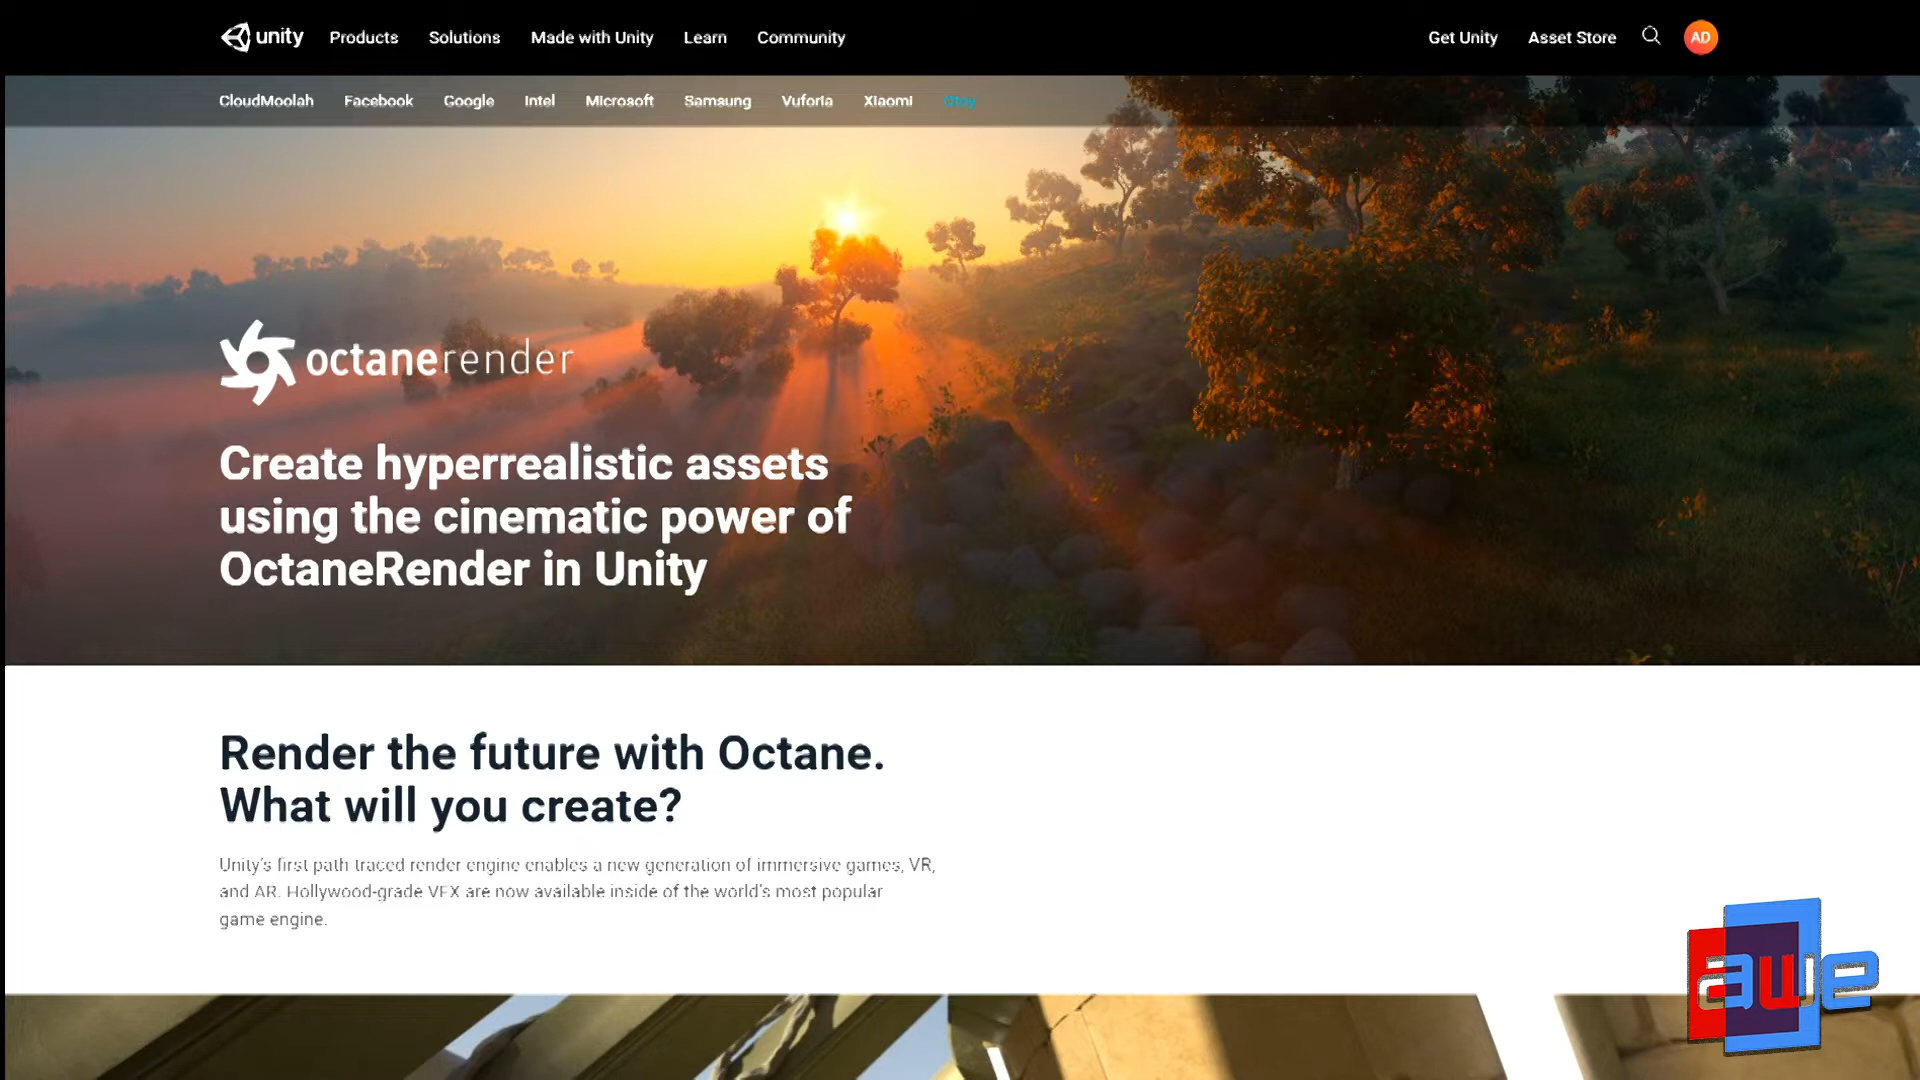 unity Products Solutions Made with Unity Learn Community Get Unity Asset Store AD
CloudMoolah Facebook Google Intel Microsoft Samsung Vuforia Xiaomi Otoy
octanerender
Create hyperrealistic assets
using the cinematic power of
OctaneRender in Unity
Render the future with Octane.
What will you create?
Unity's first path traced render engine enables a new generation of immersive games, VR,
and AR. Hollywood-grade VFX are now available inside of the world's most popular
game engine.
awe